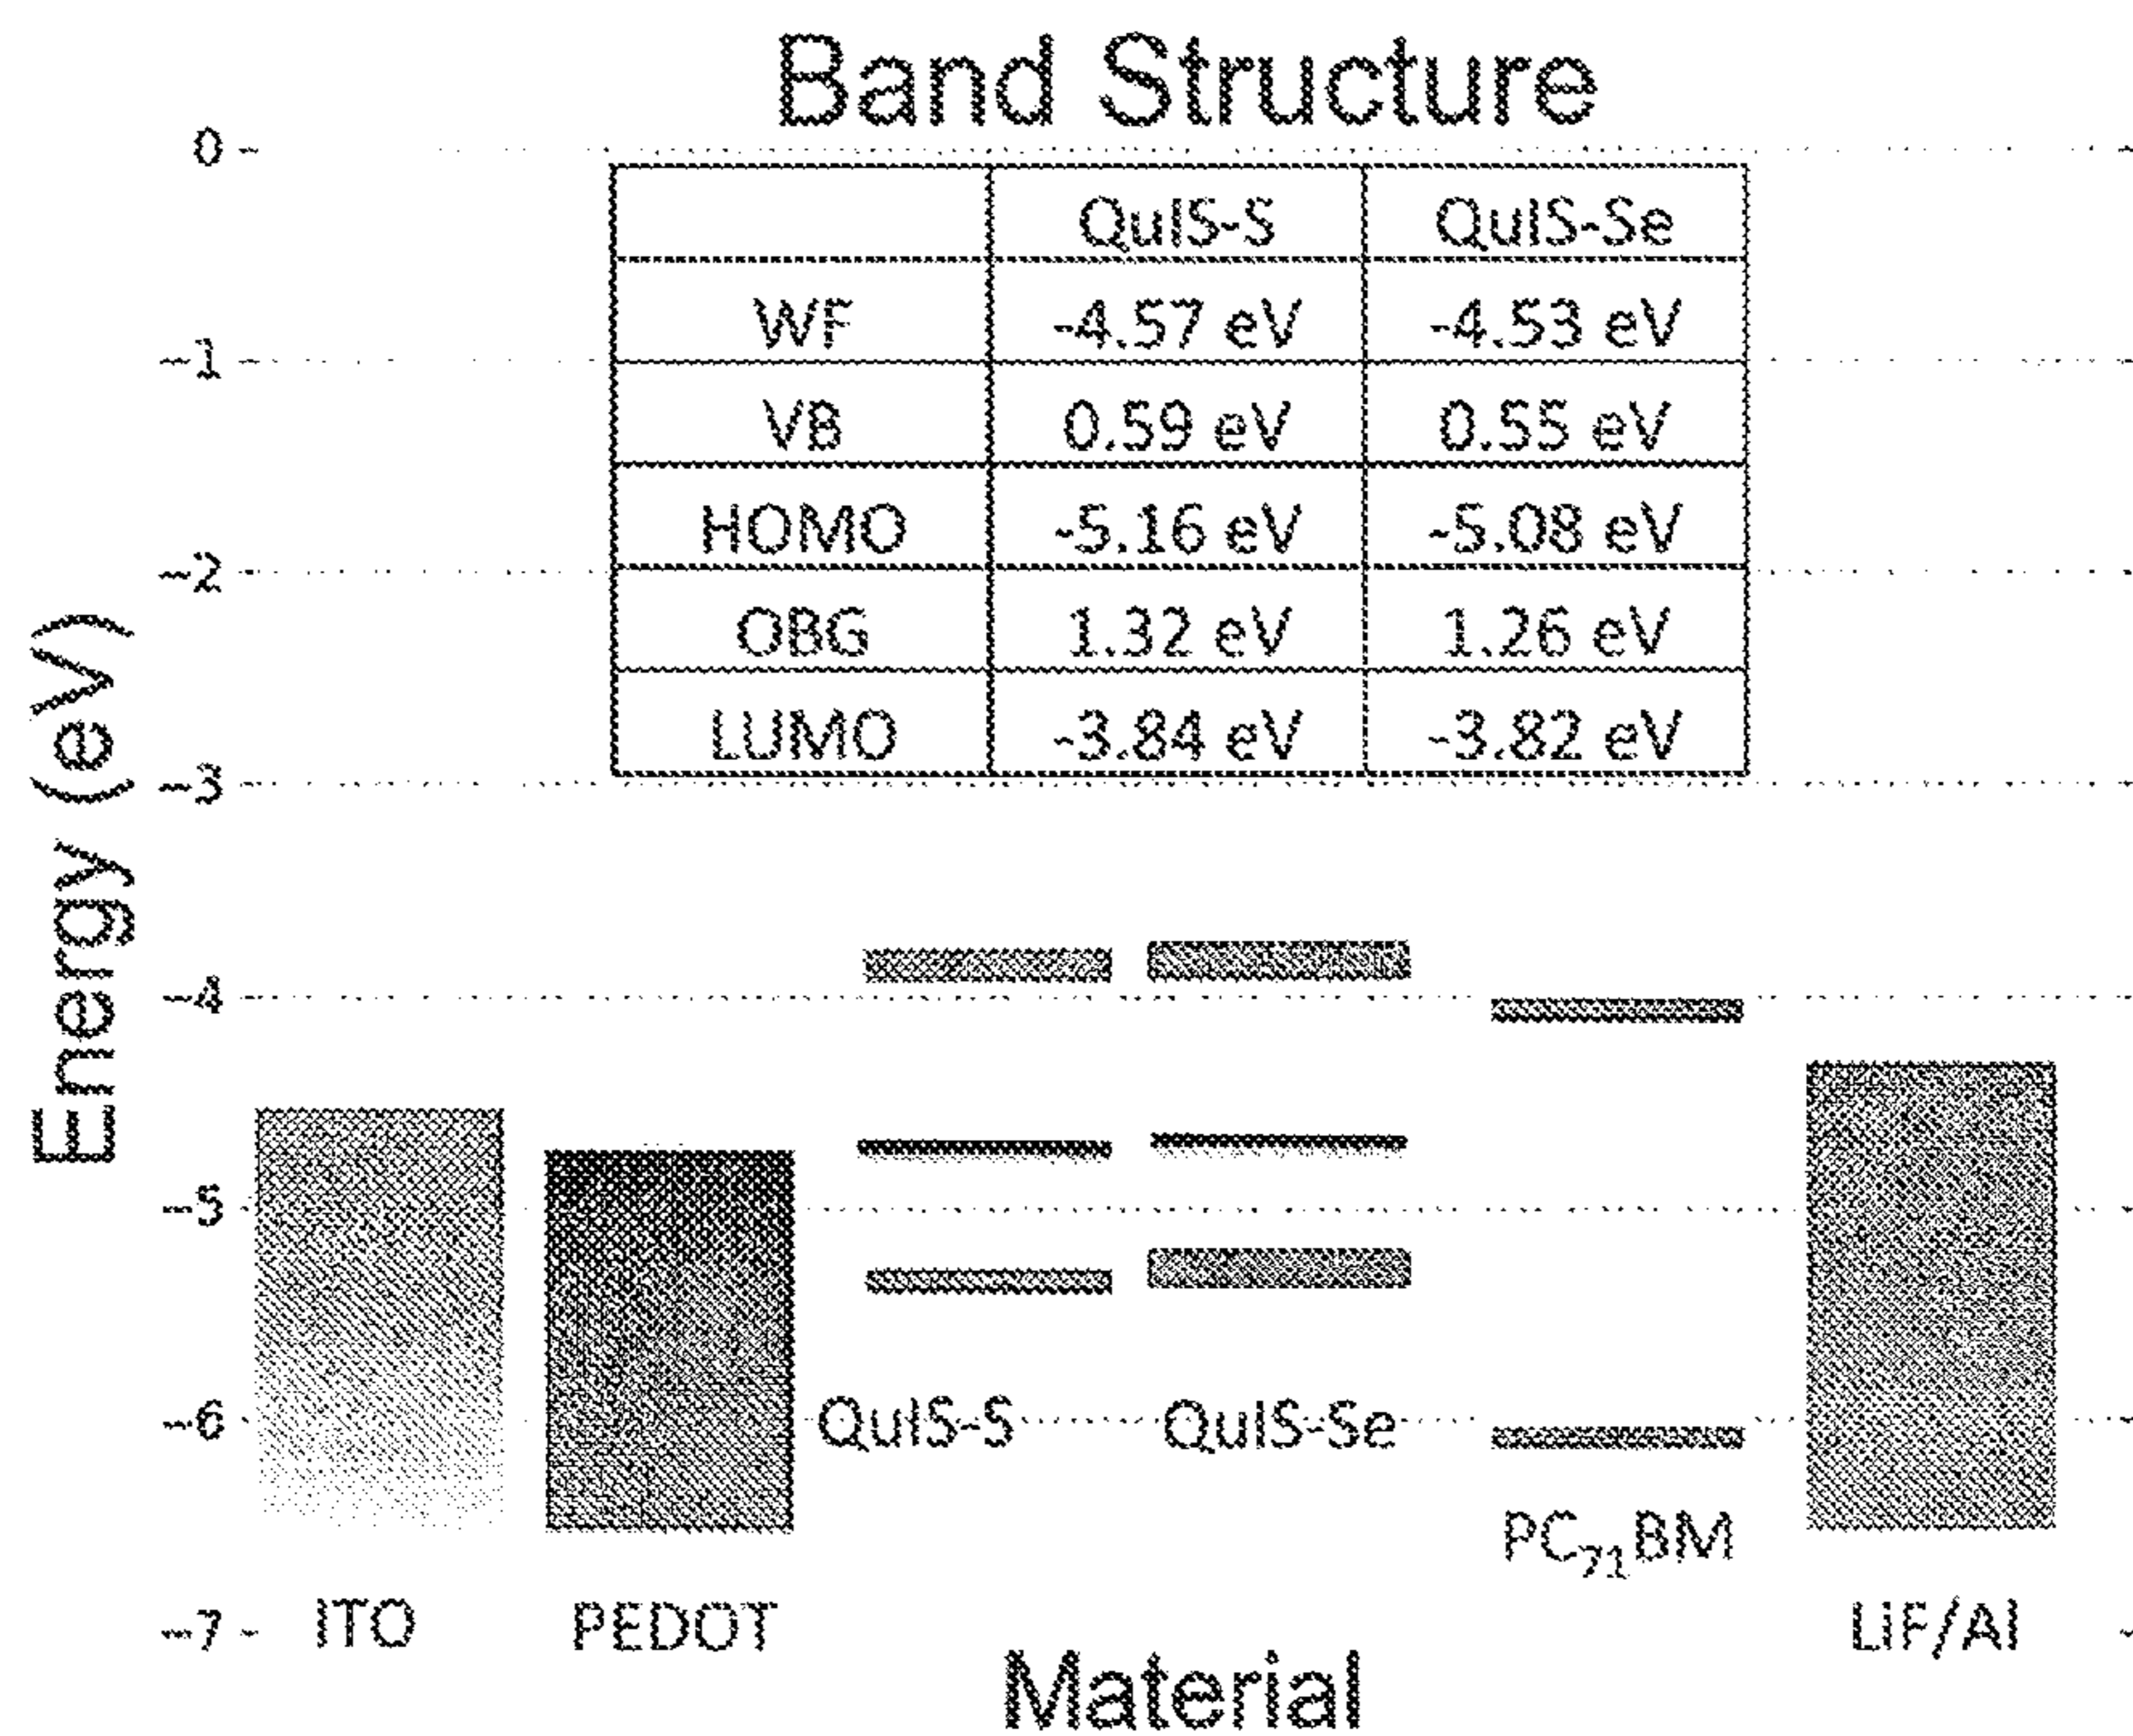 Band Structure
QuIS-S QuIS-Se
WF -4.57 eV -4.53 eV
VB 0.59 eV 0.55 eV
HOMO -5.16 eV -5.08 eV
OBG 1.32 eV 1.26 eV
LUMO -3.84 eV -3.82 eV
0
-1
-2
-3
-4
-5
-6
-7
Energy (eV)
QuIS-S QuIS-Se
PC71BM
ITO PEDOT LiF/Al
Material